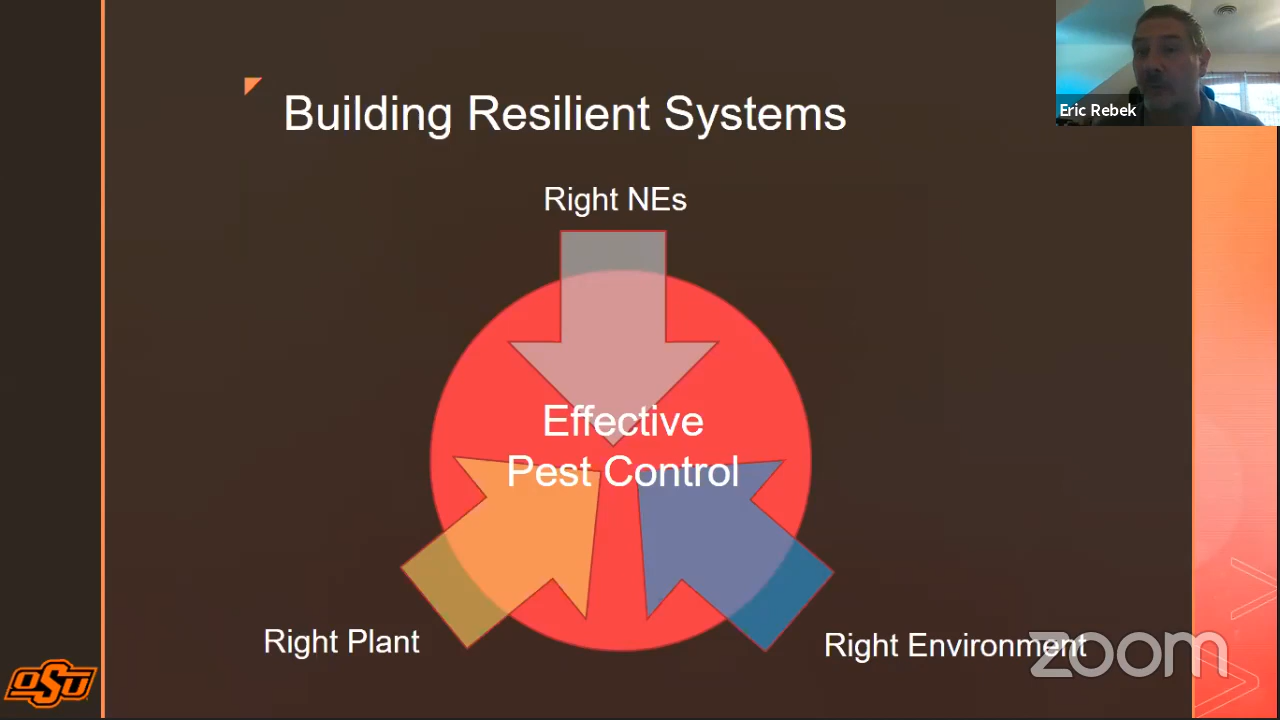 Eric Rebek
Building Resilient Systems
Right NEs
Effective
Pest Control
Right Plant
Right Environment
zoom
OSU